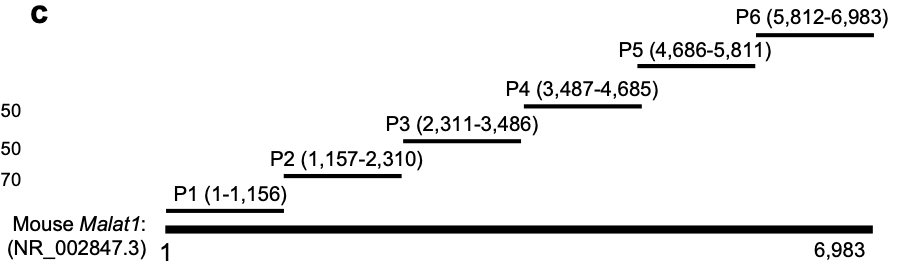 C
P6 (5,812-6,983)
P5 (4,686-5,811)
P4 (3,487-4,685)
50
P3 (2,311-3,486)
50
P2 (1,157-2,310)
70
P1 (1-1,156)
Mouse Malat1:
(NR_002847.3) 1 6,983